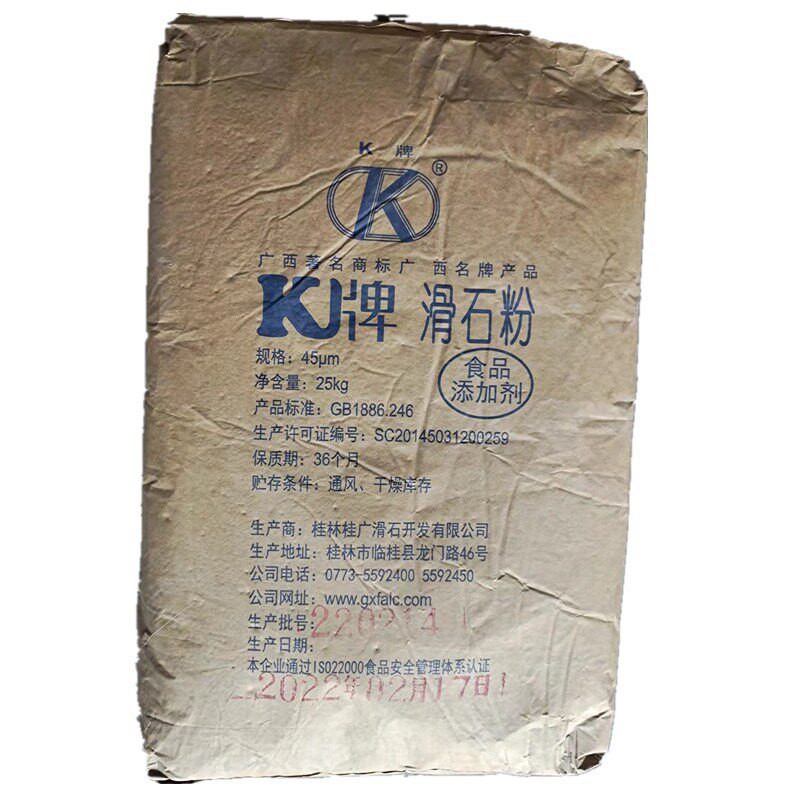 K 牌
K ®
广西著名商标广 西名牌产品
K牌 滑石粉
规格：45μm
食品
添加剂
净含量：25kg
产品标准：GB1886.246
生产许可证编号：SC20145031200259
保质期：36个月
贮存条件：通风、干燥库存
生产商：桂林桂广滑石开发有限公司
生产地址：桂林市临桂县龙门路46号
公司电话：0773-5592400 5592450
公司网址：www.gxfalc.com
生产批号：220214 1
生产日期：
本企业通过ISO22000食品安全管理体系认证
2022年02月17日